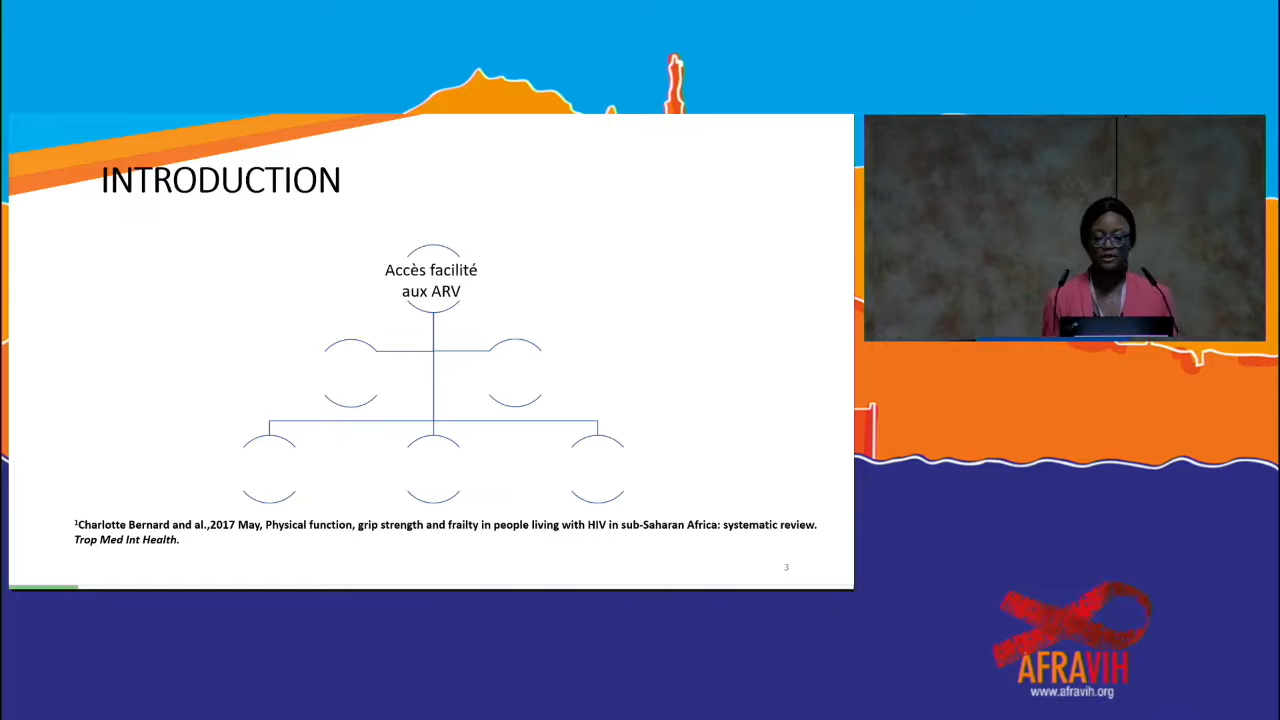 INTRODUCTION
Accès facilité
aux ARV
¹Charlotte Bernard and al.,2017 May, Physical function, grip strength and frailty in people living with HIV in sub-Saharan Africa: systematic review.
Trop Med Int Health.
3
AFRAVIH
www.afravih.org